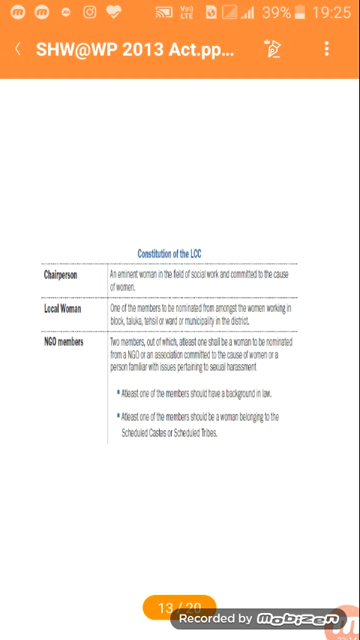 39% 19:25
SHW@WP 2013 Act.pp...
Constitution of the LCC
Chairperson An eminent woman in the field of social work and committed to the cause
of women.
Local Woman One of the members to be nominated from amongst the women working in
block, taluka, tehsil or ward or municipality in the district.
NGO members Two members, out of which, atleast one shall be a woman to be nominated
from a NGO or an association committed to the cause of women or a
person familiar with issues pertaining to sexual harassment
▪ Atleast one of the members should have a background in law.
▪ Atleast one of the members should be a woman belonging to the
Scheduled Castes or Scheduled Tribes.
13 / 20
Recorded by Mobizen